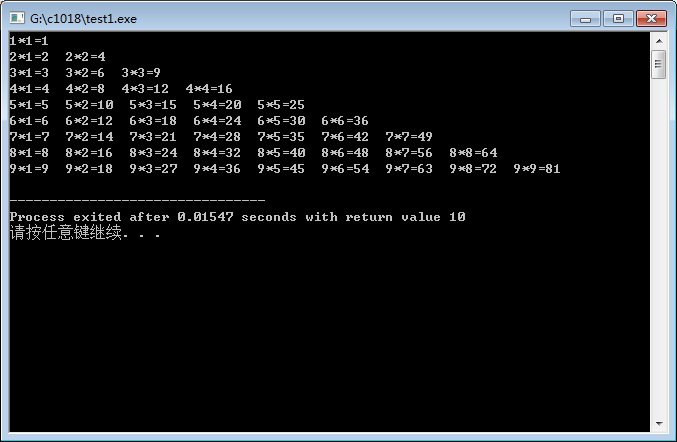 G:\c1018\test1.exe
1*1=1
2*1=2  2*2=4
3*1=3  3*2=6  3*3=9
4*1=4  4*2=8  4*3=12  4*4=16
5*1=5  5*2=10  5*3=15  5*4=20  5*5=25
6*1=6  6*2=12  6*3=18  6*4=24  6*5=30  6*6=36
7*1=7  7*2=14  7*3=21  7*4=28  7*5=35  7*6=42  7*7=49
8*1=8  8*2=16  8*3=24  8*4=32  8*5=40  8*6=48  8*7=56  8*8=64
9*1=9  9*2=18  9*3=27  9*4=36  9*5=45  9*6=54  9*7=63  9*8=72  9*9=81
--------------------------------
Process exited after 0.01547 seconds with return value 10
请按任意键继续. . .